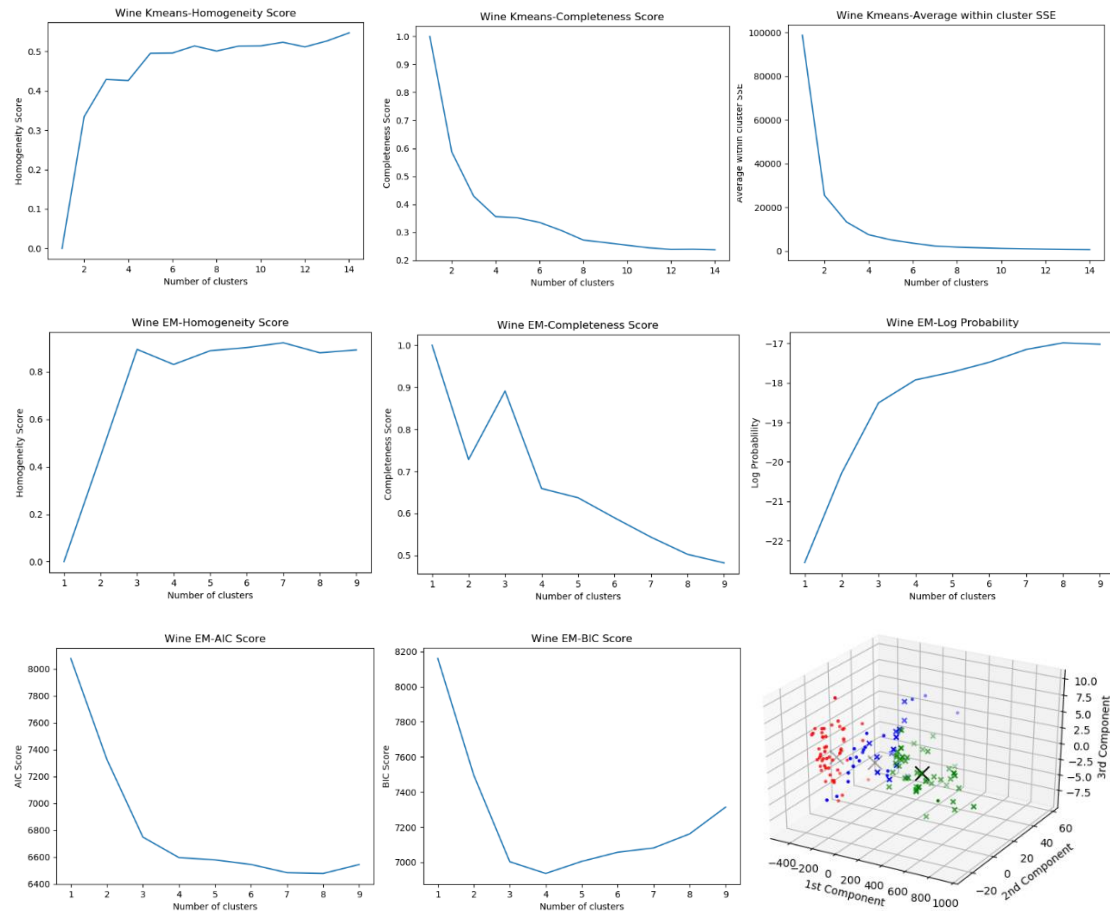 Wine Kmeans-Homogeneity Score
Homogeneity Score
0.5
0.4
0.3
0.2
0.1
0.0
2 4 6 8 10 12 14
Number of clusters
Wine Kmeans-Completeness Score
Completeness Score
1.0
0.9
0.8
0.7
0.6
0.5
0.4
0.3
0.2
2 4 6 8 10 12 14
Number of clusters
Wine Kmeans-Average within cluster SSE
Average within cluster SSE
100000
80000
60000
40000
20000
0
2 4 6 8 10 12 14
Number of clusters
Wine EM-Homogeneity Score
Homogeneity Score
0.8
0.6
0.4
0.2
0.0
1 2 3 4 5 6 7 8 9
Number of clusters
Wine EM-Completeness Score
Completeness Score
1.0
0.9
0.8
0.7
0.6
0.5
1 2 3 4 5 6 7 8 9
Number of clusters
Wine EM-Log Probability
Log Probablility
-17
-18
-19
-20
-21
-22
1 2 3 4 5 6 7 8 9
Number of clusters
Wine EM-AIC Score
AIC Score
8000
7800
7600
7400
7200
7000
6800
6600
6400
1 2 3 4 5 6 7 8 9
Number of clusters
Wine EM-BIC Score
BIC Score
8200
8000
7800
7600
7400
7200
7000
1 2 3 4 5 6 7 8 9
Number of clusters
10.0
7.5
5.0
2.5
0.0
-2.5
-5.0
-7.5
3rd Component
60
40
20
0
-20
2nd Component
-400 -200 0 200 400 600 800 1000
1st Component